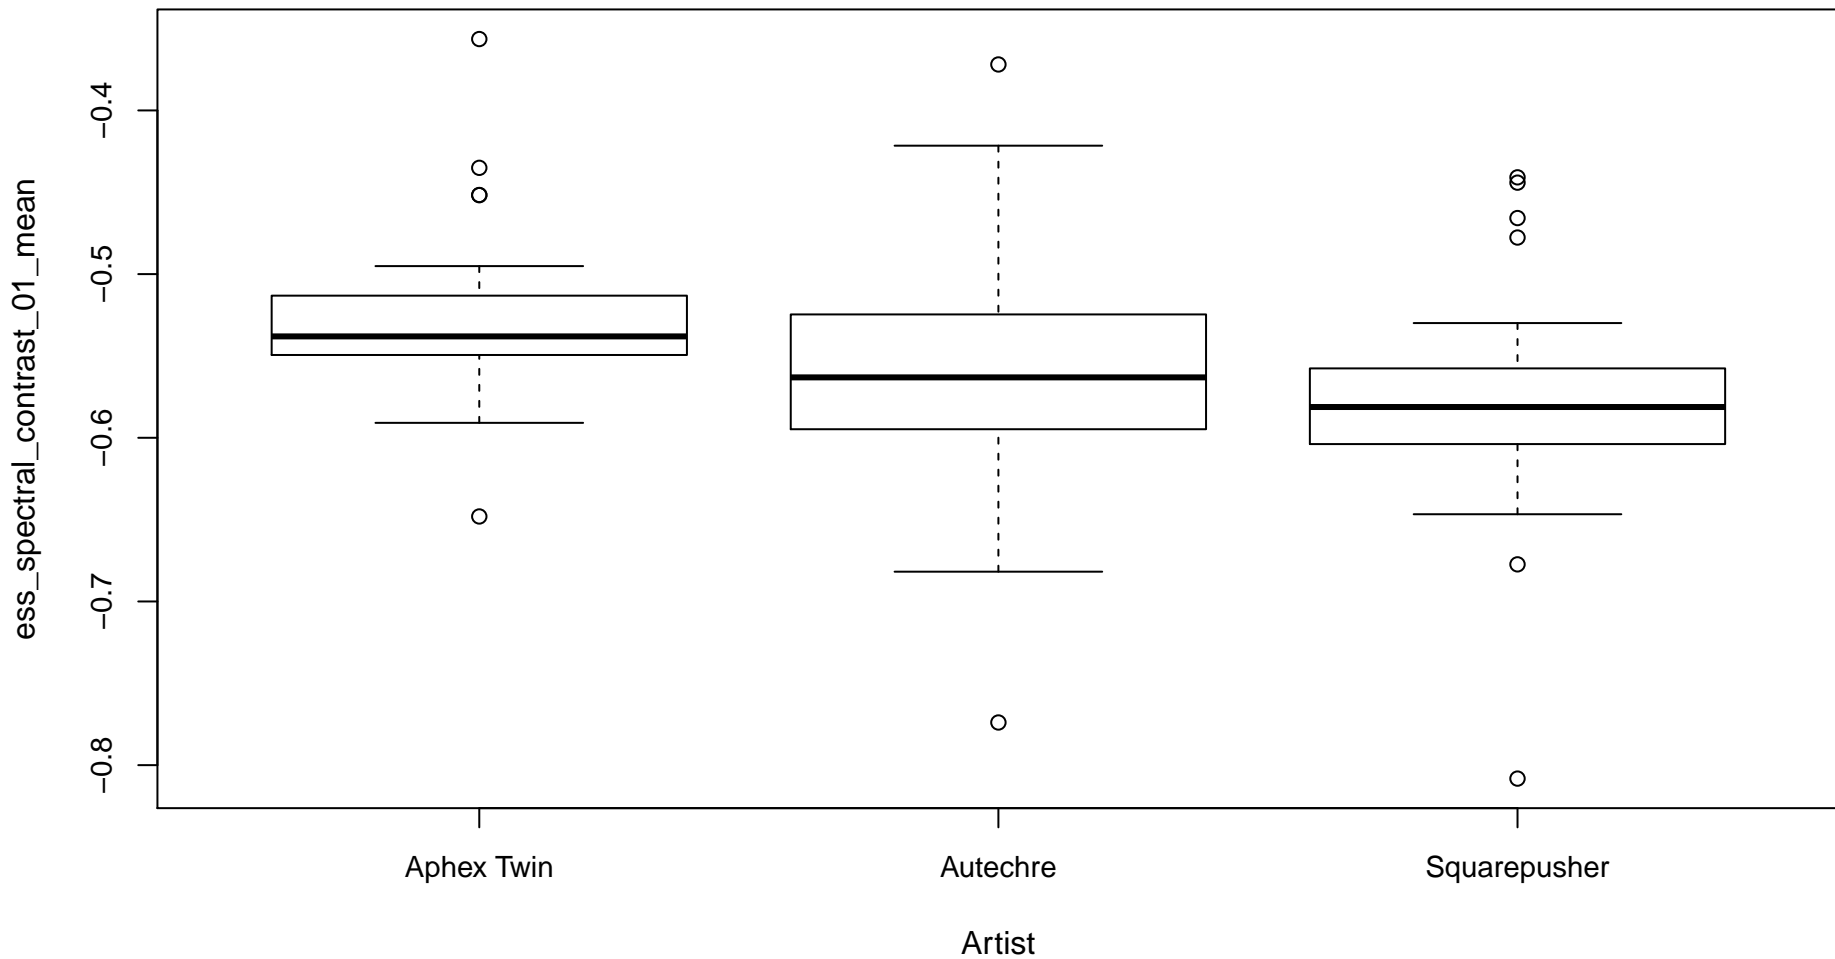 ess_spectral_contrast_01_mean
−0.4
−0.5
−0.6
−0.7
−0.8
Aphex Twin
Autechre
Squarepusher
Artist